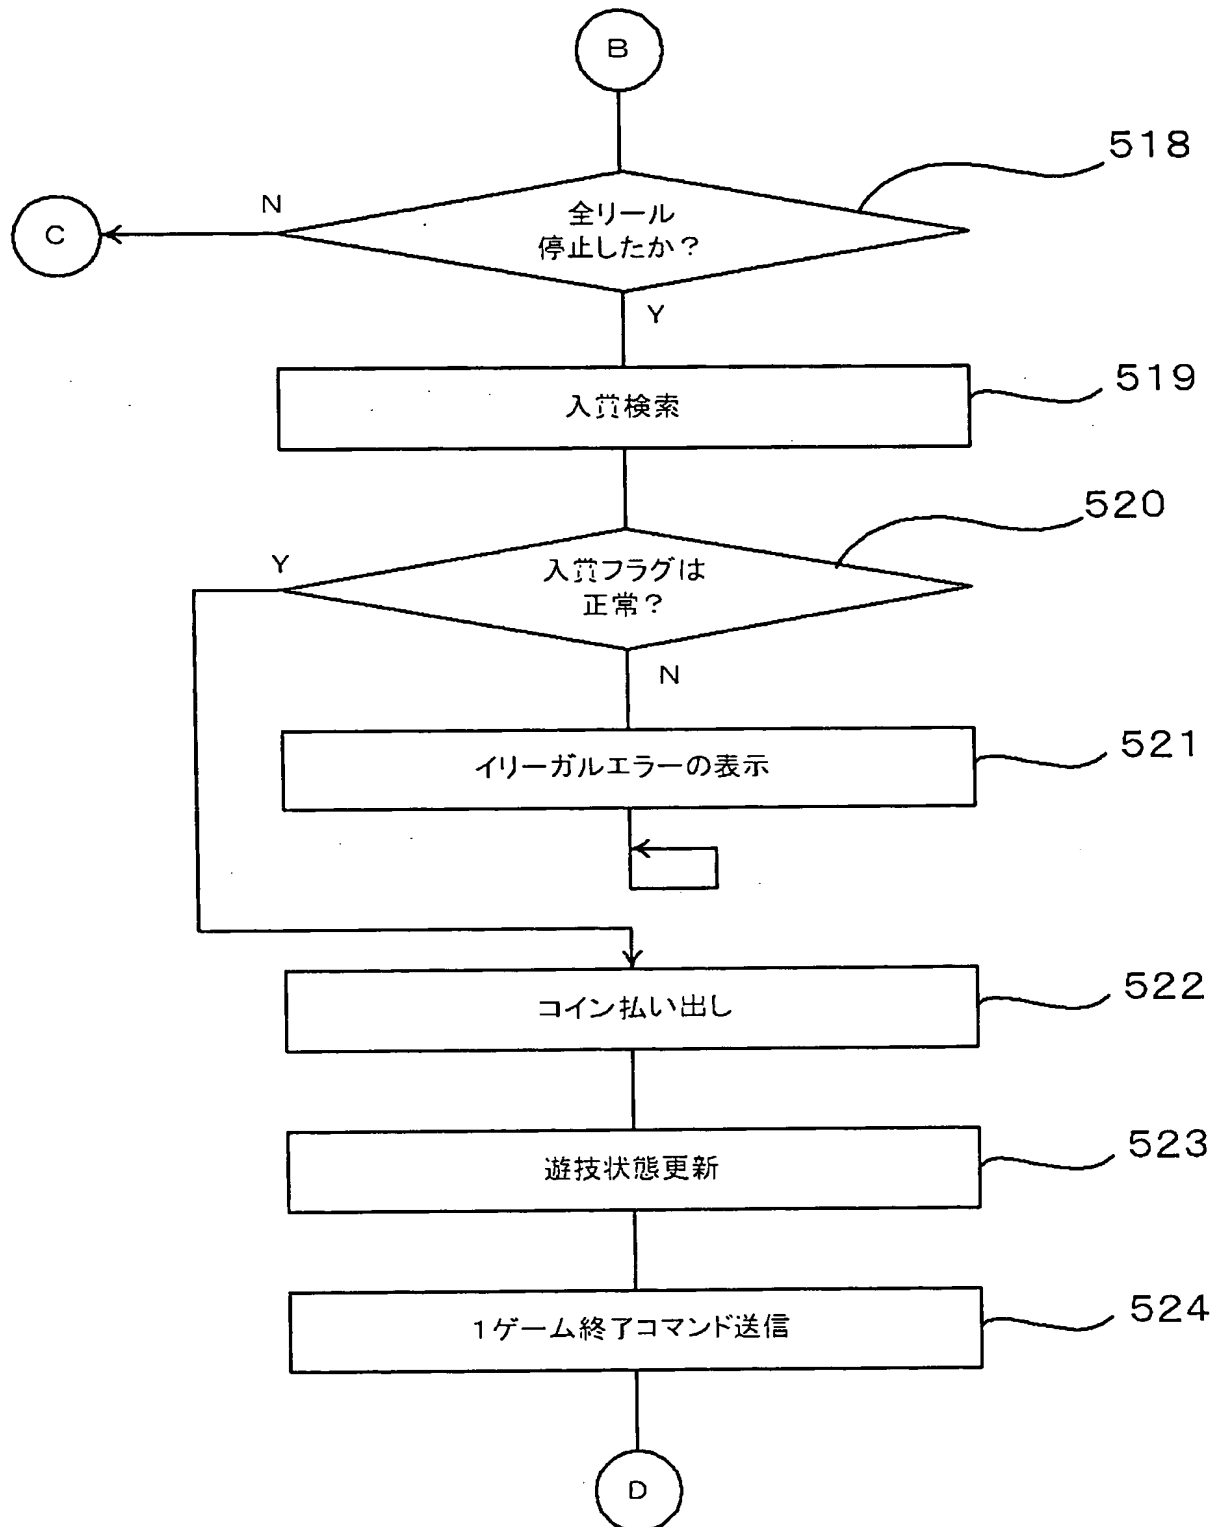 B
518
N
C
全リール
停止したか？
Y
519
入賞検索
520
Y
入賞フラグは
正常？
N
521
イリーガルエラーの表示
522
コイン払い出し
523
遊技状態更新
524
1ゲーム終了コマンド送信
D